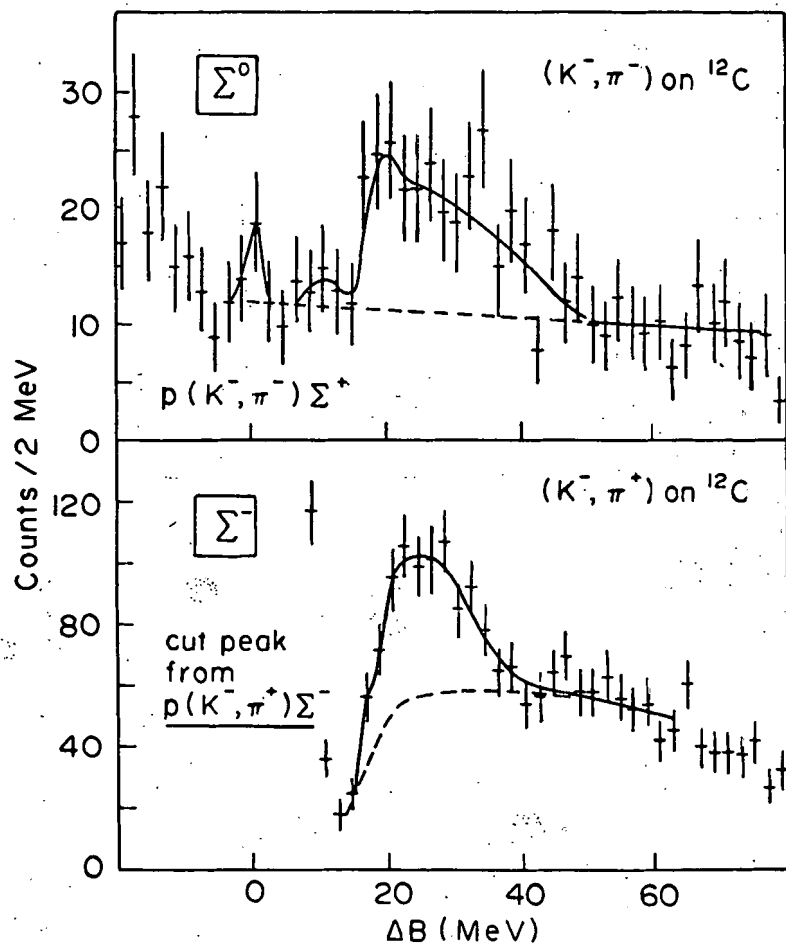 Σ⁰
(K⁻, π⁻) on ¹²C
30
20
10
0
p(K⁻, π⁻)Σ⁺
Counts/2 MeV
Σ⁻
(K⁻, π⁺) on ¹²C
120
80
40
0
cut peak
from
p(K⁻, π⁺)Σ⁻
0 20 40 60
ΔB (MeV)